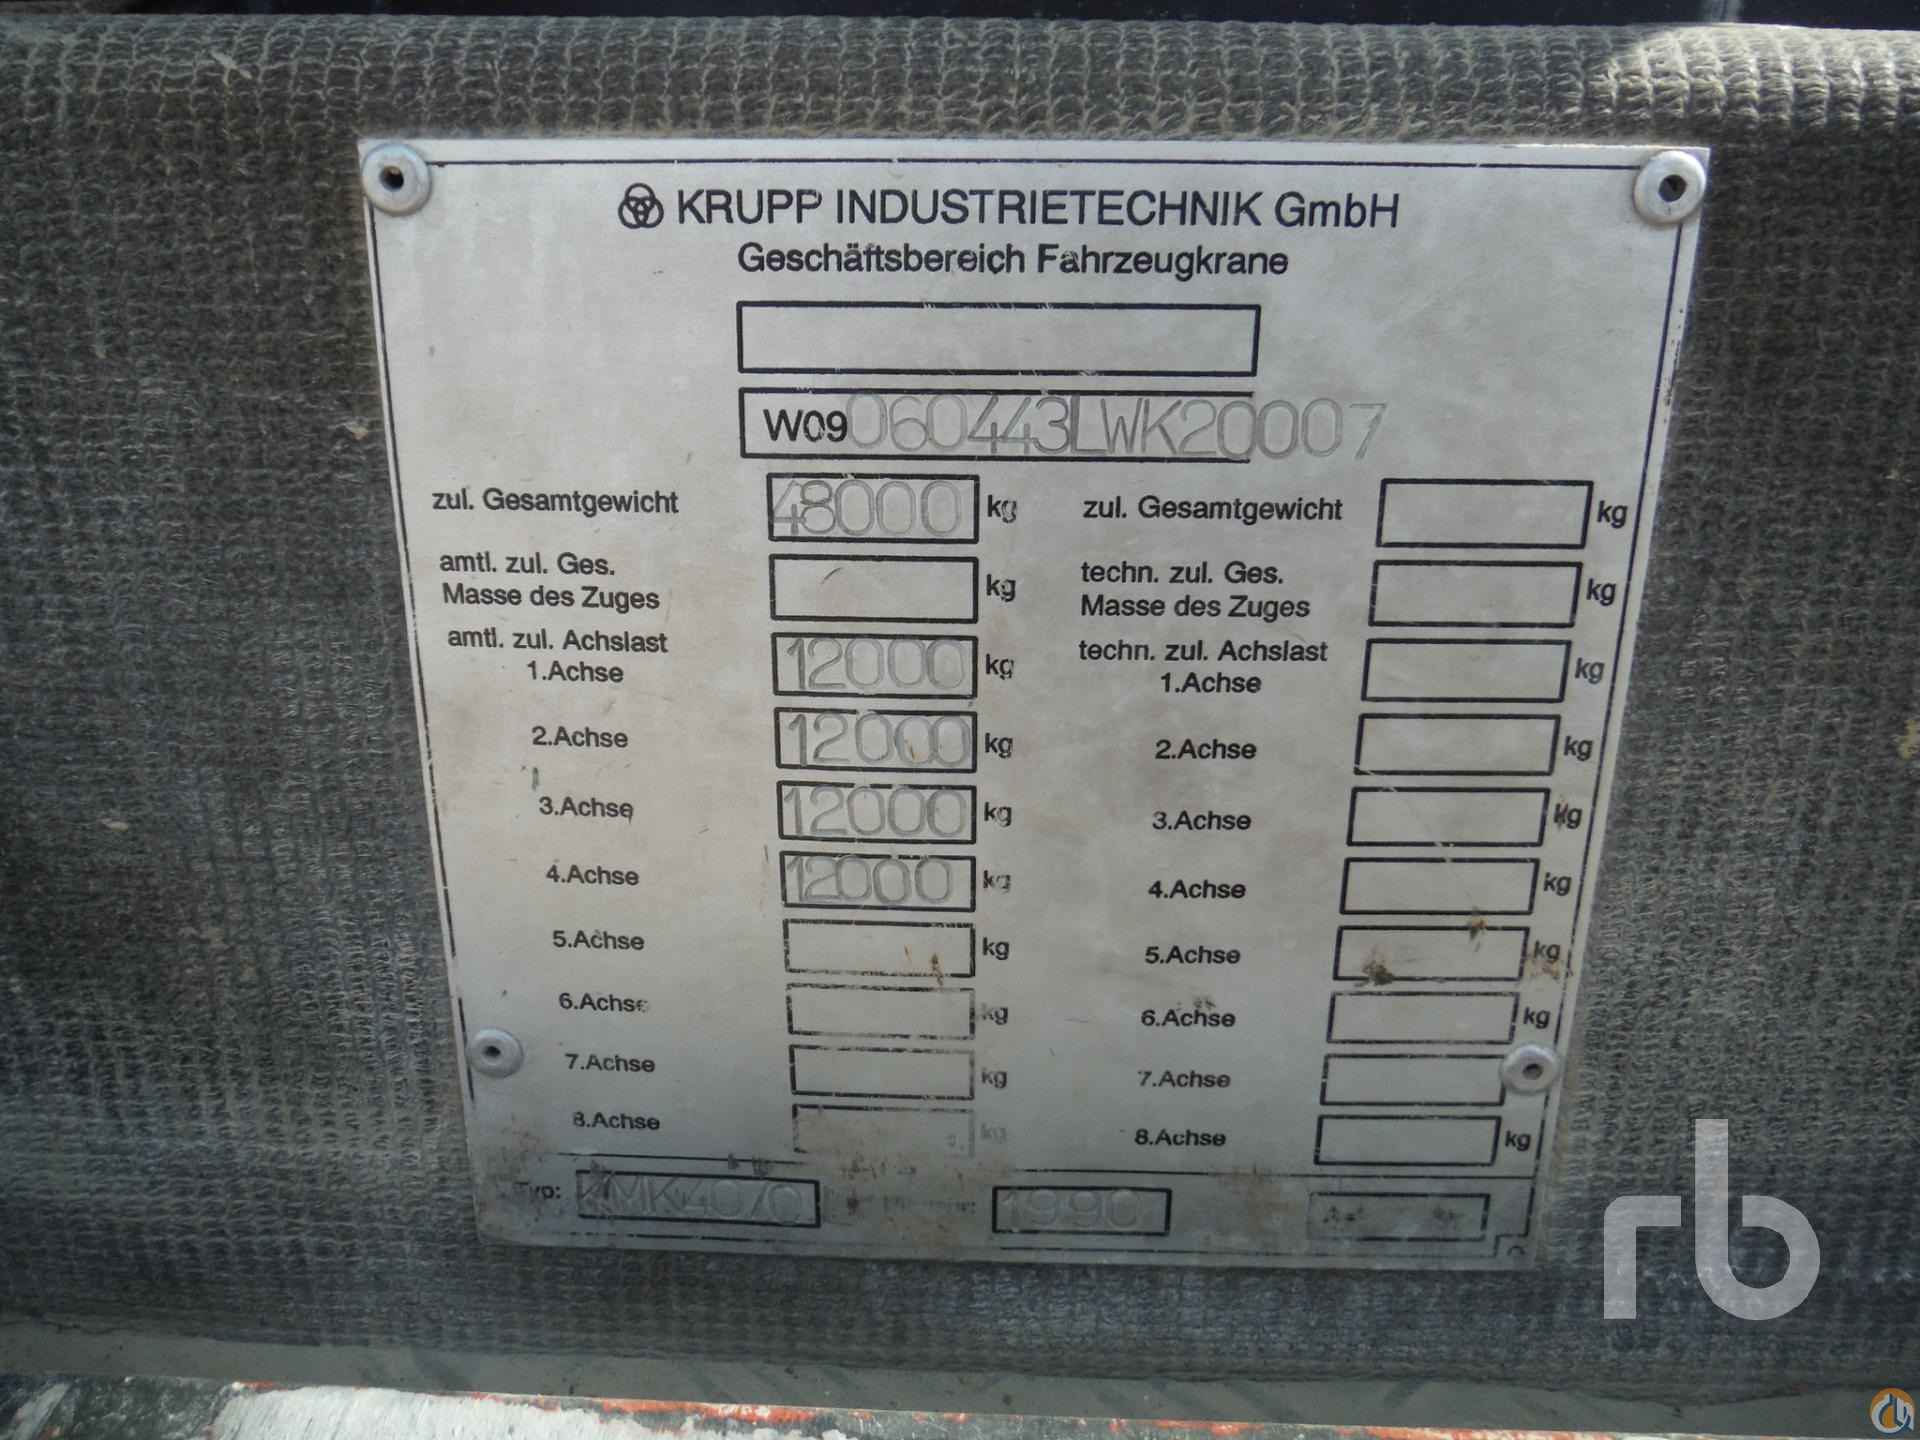 KRUPP INDUSTRIETECHNIK GmbH
Geschäftsbereich Fahrzeugkrane
W09060443LWK20007
zul. Gesamtgewicht 48000 kg
amtl. zul. Ges.
Masse des Zuges kg
amtl. zul. Achslast
1.Achse 12000 kg
2.Achse 12000 kg
3.Achse 12000 kg
4.Achse 12000 kg
5.Achse kg
6.Achse kg
7.Achse kg
8.Achse kg
zul. Gesamtgewicht kg
techn. zul. Ges.
Masse des Zuges kg
techn. zul. Achslast
1.Achse kg
2.Achse kg
3.Achse kg
4.Achse kg
5.Achse kg
6.Achse kg
7.Achse
8.Achse kg
Typ: KMK4070 1990
rb